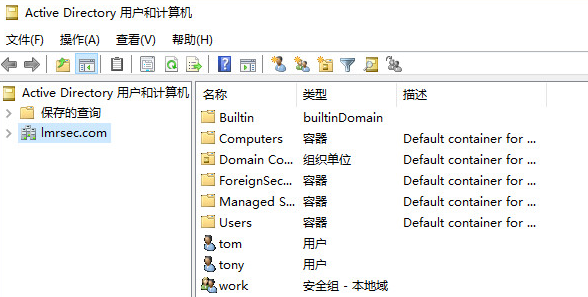 Active Directory 用户和计算机
文件(F) 操作(A) 查看(V) 帮助(H)
Active Directory 用户和计算机
保存的查询
lmrsec.com
名称 类型 描述
Builtin builtinDomain
Computers 容器 Default container for ...
Domain Co... 组织单位 Default container for ...
ForeignSec... 容器 Default container for ...
Managed S... 容器 Default container for ...
Users 容器 Default container for ...
tom 用户
tony 用户
work 安全组 - 本地域